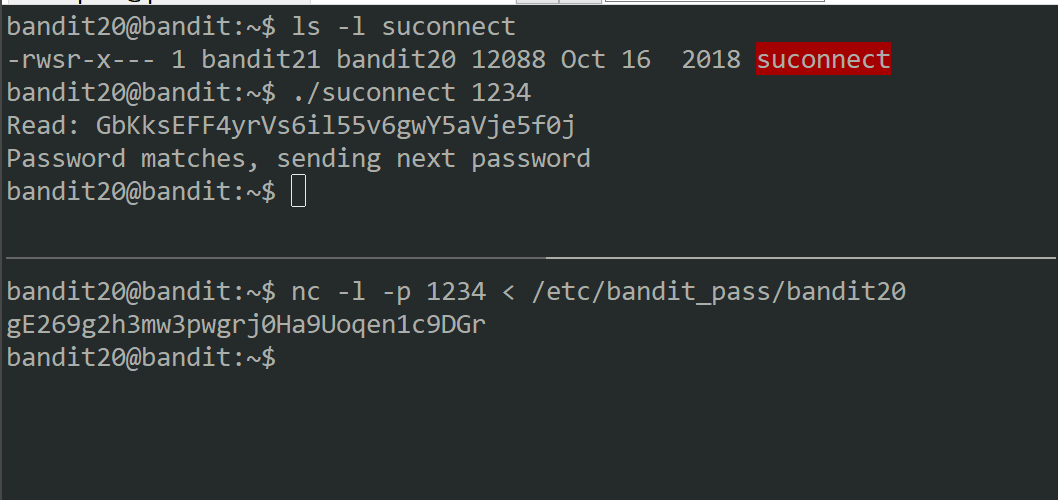 bandit20@bandit:~$ ls -l suconnect
-rwsr-x--- 1 bandit21 bandit20 12088 Oct 16  2018 suconnect
bandit20@bandit:~$ ./suconnect 1234
Read: GbKksEFF4yrVs6il55v6gwY5aVje5f0j
Password matches, sending next password
bandit20@bandit:~$
bandit20@bandit:~$ nc -l -p 1234 < /etc/bandit_pass/bandit20
gE269g2h3mw3pwgrj0Ha9Uoqen1c9DGr
bandit20@bandit:~$